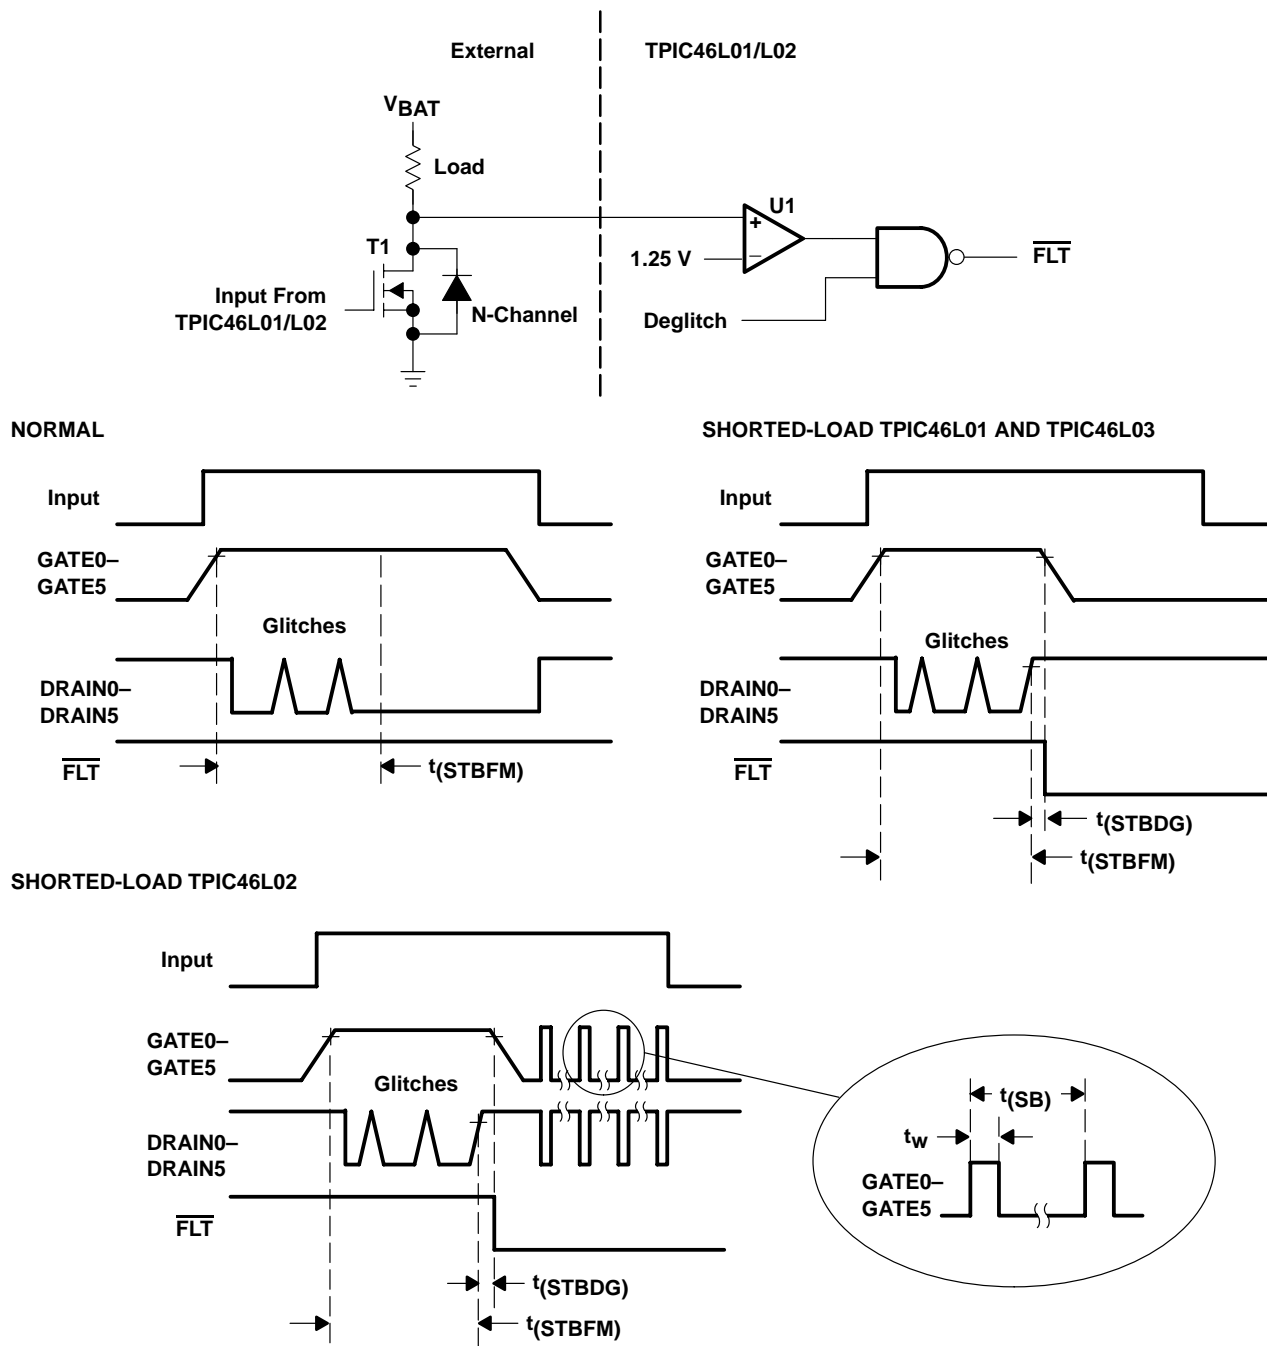 External
TPIC46L01/L02
VBAT
Load
U1
+
T1
1.25 V
–
FLT
Input From
TPIC46L01/L02
N-Channel
Deglitch
NORMAL
Input
GATE0–
GATE5
Glitches
DRAIN0–
DRAIN5
FLT
t(STBFM)
SHORTED-LOAD TPIC46L01 AND TPIC46L03
Input
GATE0–
GATE5
Glitches
DRAIN0–
DRAIN5
FLT
t(STBDG)
t(STBFM)
SHORTED-LOAD TPIC46L02
Input
GATE0–
GATE5
Glitches
DRAIN0–
DRAIN5
FLT
t(STBDG)
t(STBFM)
t(SB)
tw
GATE0–
GATE5